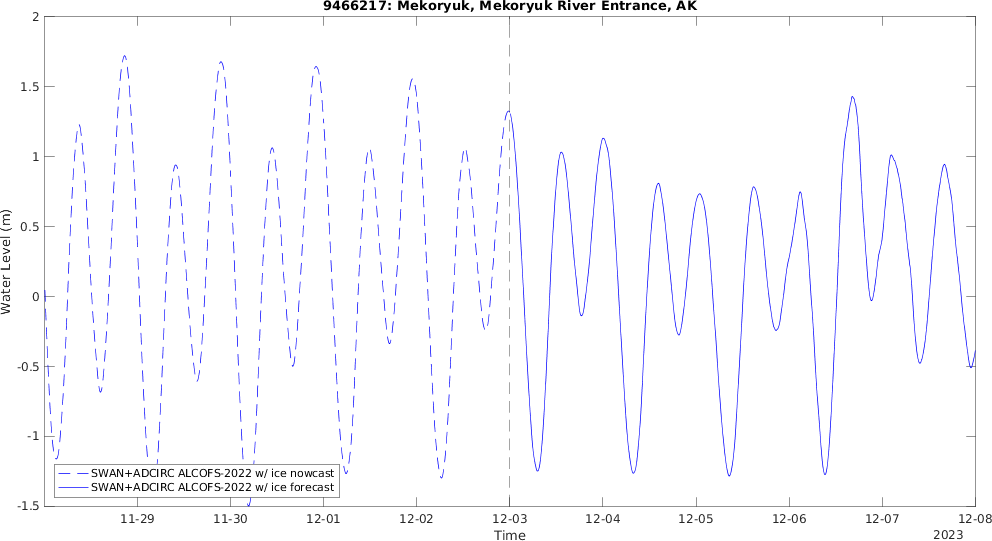 9466217: Mekoryuk, Mekoryuk River Entrance, AK
2
1.5
1
0.5
0
-0.5
-1
-1.5
Water Level (m)
SWAN+ADCIRC ALCOFS-2022 w/ ice nowcast
SWAN+ADCIRC ALCOFS-2022 w/ ice forecast
11-29 11-30 12-01 12-02 12-03 12-04 12-05 12-06 12-07 12-08
Time
2023